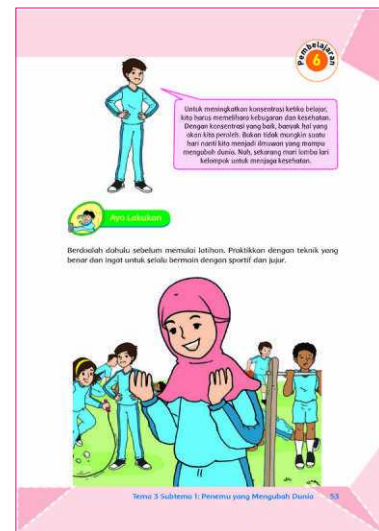 Pembelajaran
6
Untuk meningkatkan konsentrasi ketika belajar,
kita harus memelihara kebugaran dan kesehatan.
Dengan konsentrasi yang baik, banyak hal yang
akan kita peroleh. Bukan tidak mungkin suatu
hari nanti kita menjadi ilmuwan yang mampu
mengubah dunia. Nah, sekarang mari lomba lari
kelompok untuk menjaga kesehatan.
Ayo Lakukan
Berdoalah dahulu sebelum memulai latihan. Praktikkan dengan teknik yang
benar dan ingat untuk selalu bermain dengan sportif dan jujur.
Tema 3 Subtema 1: Penemu yang Mengubah Dunia 53